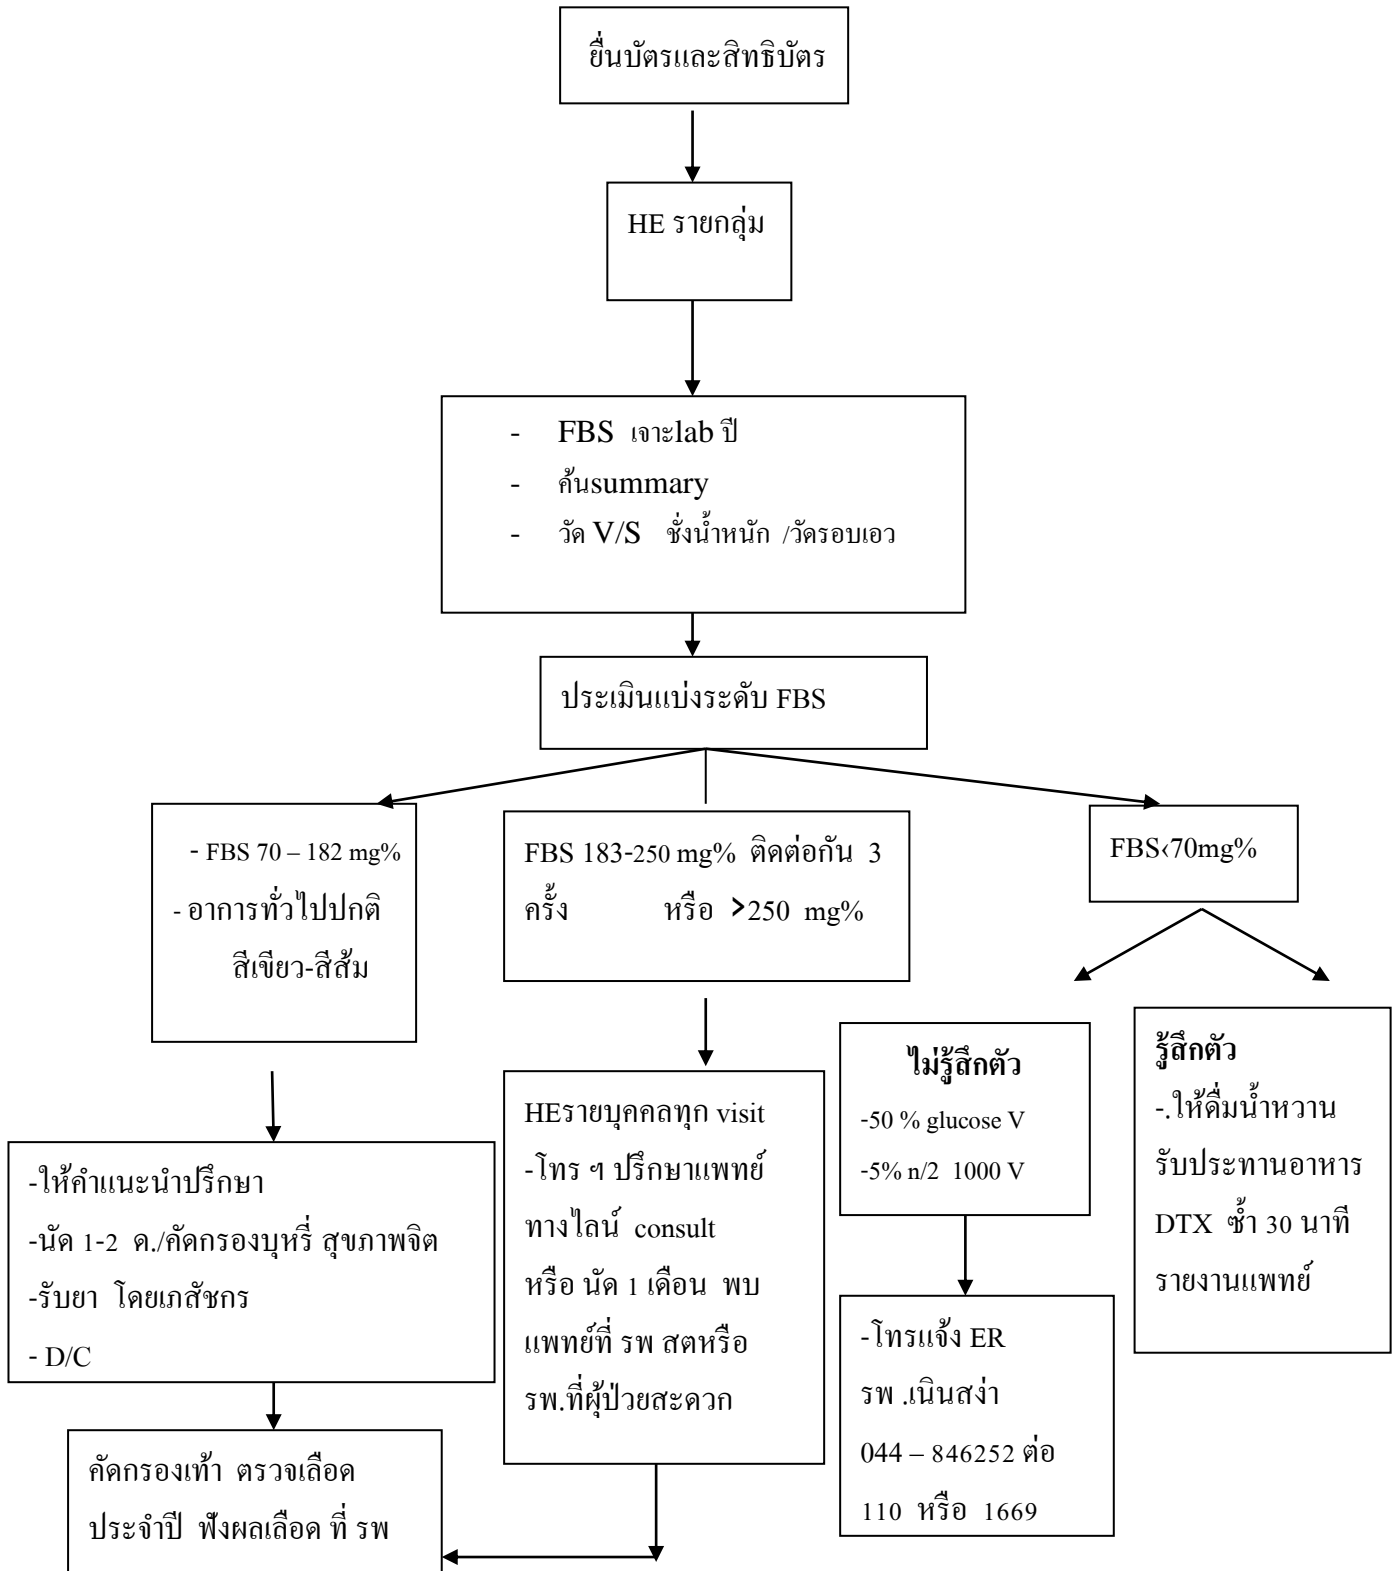 ยื่นบัตรและสิทธิบัตร
HE รายกลุ่ม
- FBS เจาะlab ปี
- ค้นsummary
- วัด V/S ชั่งน้ำหนัก /วัดรอบเอว
ประเมินแบ่งระดับ FBS
- FBS 70 – 182 mg%
- อาการทั่วไปปกติ
สีเขียว-สีส้ม
FBS 183-250 mg% ติดต่อกัน 3
ครั้ง หรือ >250 mg%
FBS<70mg%
ไม่รู้สึกตัว
-50 % glucose V
-5% n/2 1000 V
รู้สึกตัว
-.ให้ดื่มน้ำหวาน
รับประทานอาหาร
DTX ซ้ำ 30 นาที
รายงานแพทย์
-ให้คำแนะนำปรึกษา
-นัด 1-2 ด./คัดกรองบุหรี่ สุขภาพจิต
-รับยา โดยเภสัชกร
- D/C
HEรายบุคคลทุก visit
-โทร ฯ ปรึกษาแพทย์
ทางไลน์ consult
หรือ นัด 1 เดือน พบ
แพทย์ที่ รพ สตหรือ
รพ.ที่ผู้ป่วยสะดวก
-โทรแจ้ง ER
รพ .เนินสง่า
044 – 846252 ต่อ
110 หรือ 1669
คัดกรองเท้า ตรวจเลือด
ประจำปี ฟังผลเลือด ที่ รพ